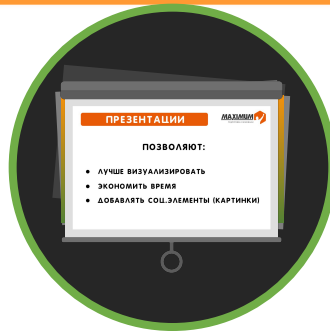 ПРЕЗЕНТАЦИИ
MAXIMUM
ПОЗВОЛЯЮТ:
• ЛУЧШЕ ВИЗУАЛИЗИРОВАТЬ
• ЭКОНОМИТЬ ВРЕМЯ
• ДОБАВЛЯТЬ СОЦ.ЭЛЕМЕНТЫ (КАРТИНКИ)